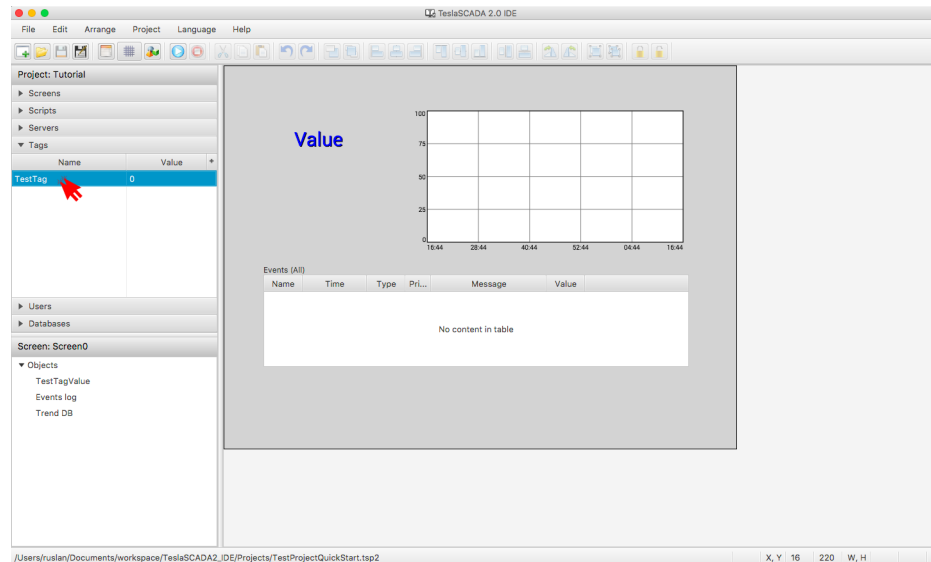 TeslaSCADA 2.0 IDE
File Edit Arrange Project Language Help
Project: Tutorial
Screens
Scripts
Servers
Tags
Name Value +
TestTag 0
Users
Databases
Screen: Screen0
Objects
TestTagValue
Events log
Trend DB
Value
100
75
50
25
0
16:44 28:44 40:44 52:44 04:44 16:44
Events (All)
Name Time Type Pri... Message Value
No content in table
/Users/ruslan/Documents/workspace/TeslaSCADA2_IDE/Projects/TestProjectQuickStart.tsp2
X, Y 16 220 W, H